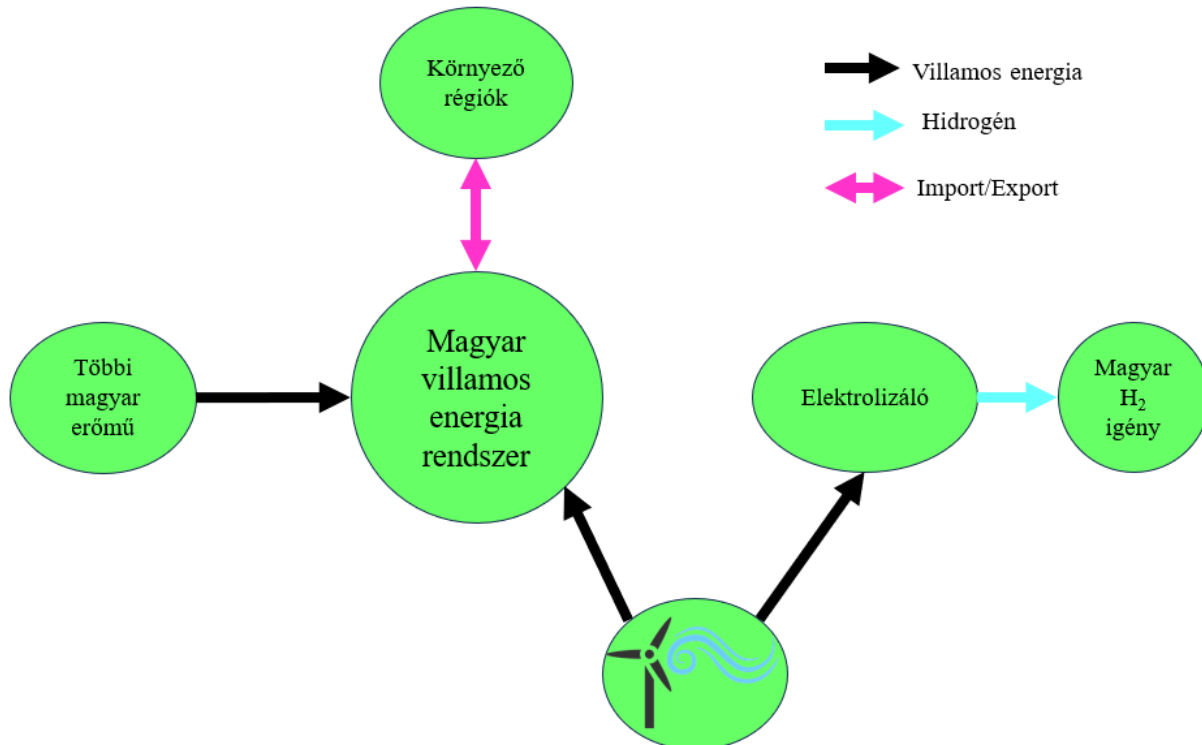 Környező
régiók
Villamos energia
Hidrogén
Import/Export
Többi
magyar
erőmű
Magyar
villamos
energia
rendszer
Elektrolizáló
Magyar
H₂
igény